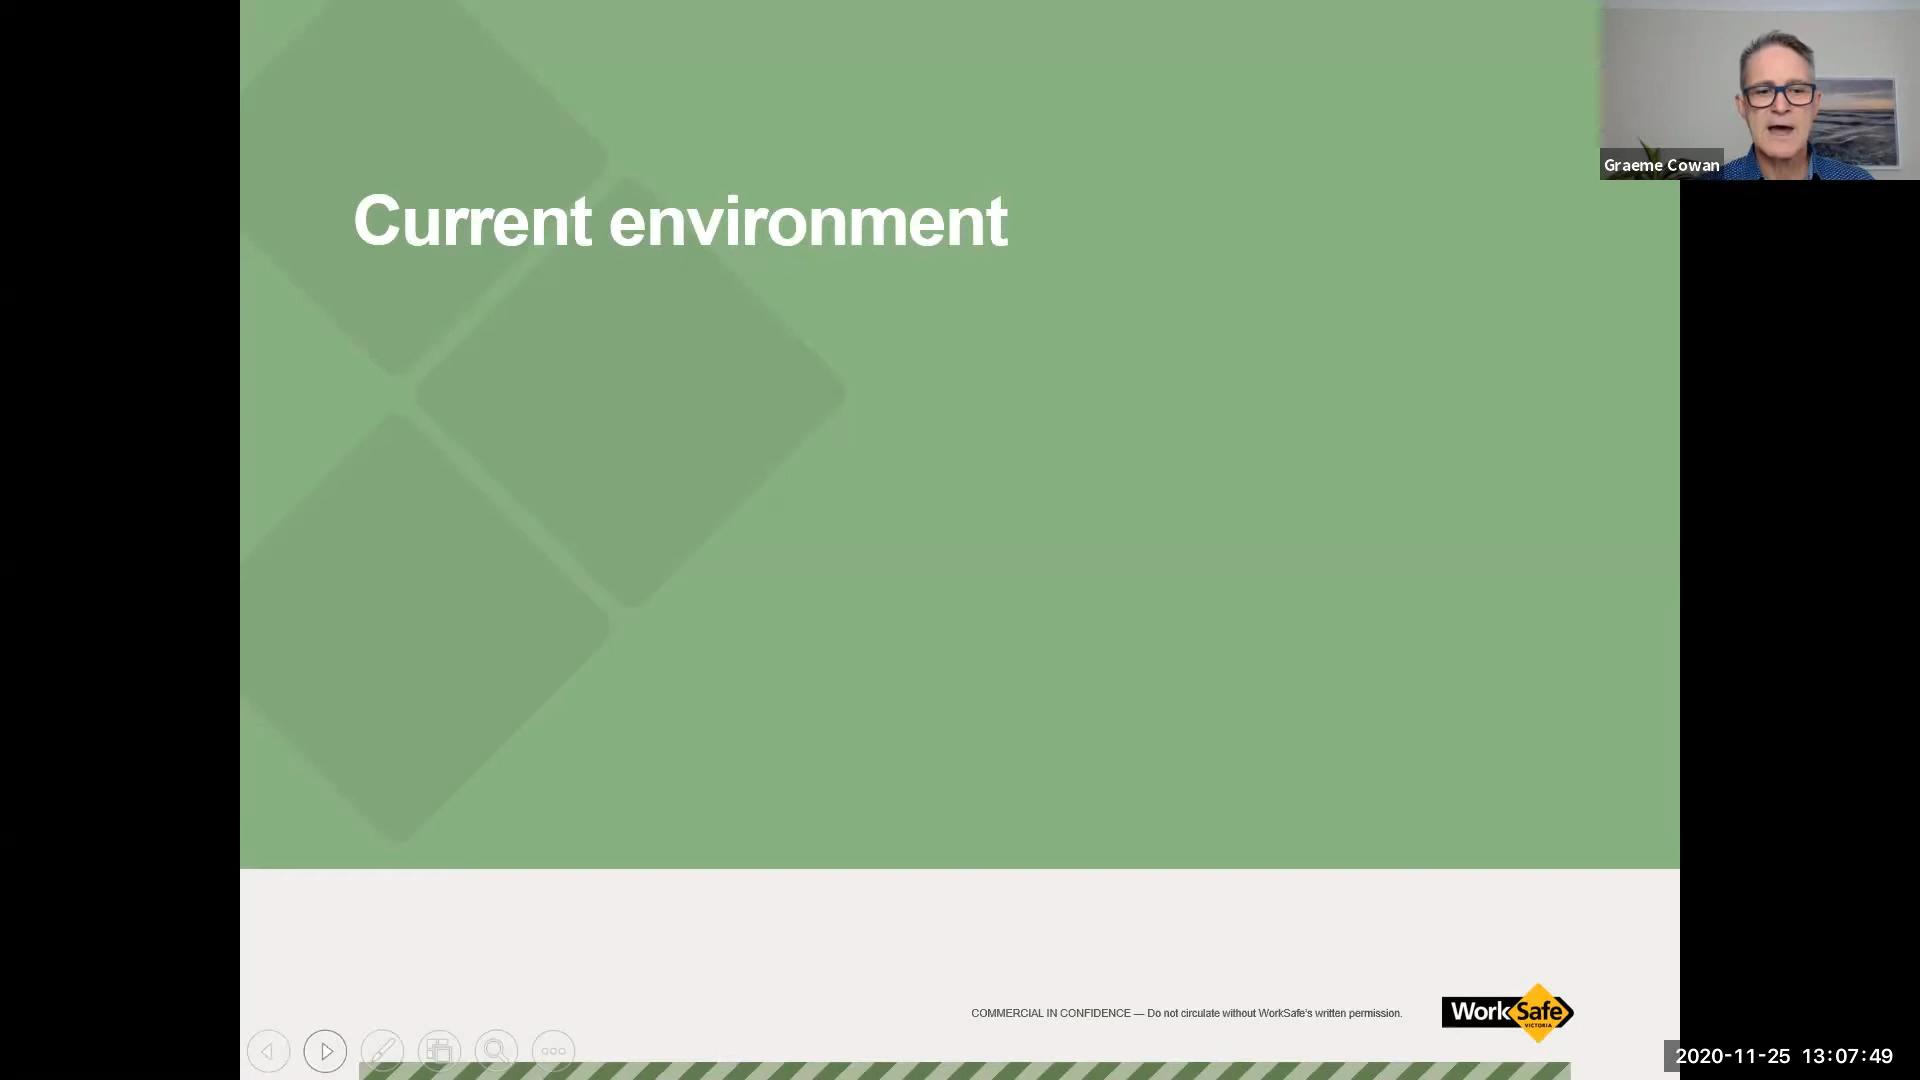 Graeme Cowan
Current environment
COMMERCIAL IN CONFIDENCE — Do not circulate without WorkSafe's written permission.
WorkSafe
VICTORIA
2020-11-25 13:07:49